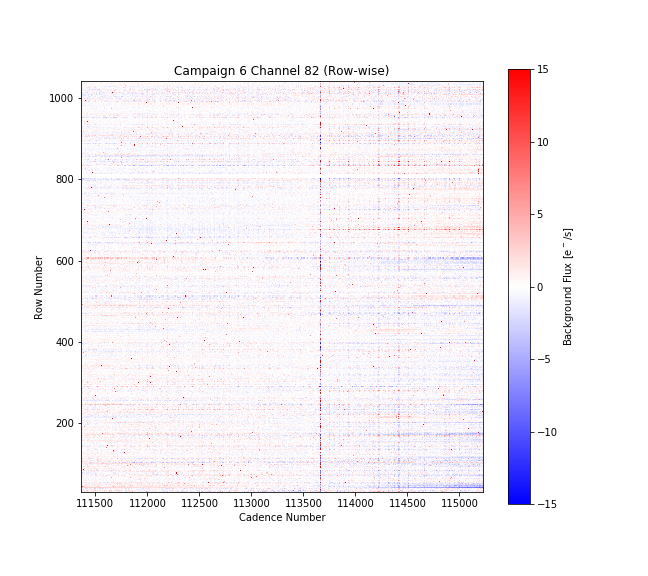 Campaign 6 Channel 82 (Row-wise)
1000
800
600
400
200
Row Number
111500 112000 112500 113000 113500 114000 114500 115000
Cadence Number
15
10
5
0
−5
−10
−15
Background Flux [e⁻/s]